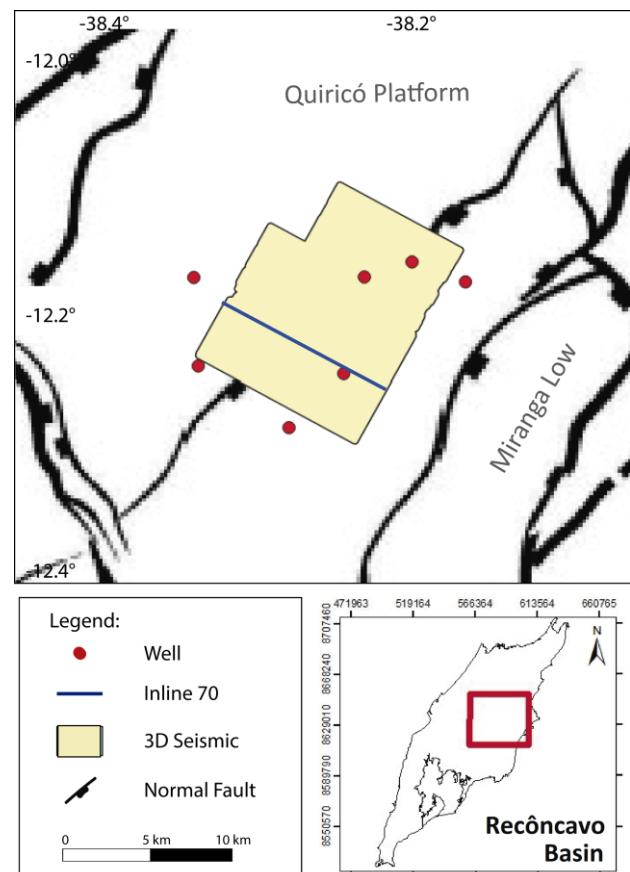 -38.4°
-38.2°
-12.0°
Quiricó Platform
-12.2°
Miranga Low
-12.4°
Legend:
Well
Inline 70
3D Seismic
Normal Fault
0 5 km 10 km
471963 519164 566364 613564 660765
8707460
8668240
8629010
8589790
8550570
N
Recôncavo
Basin